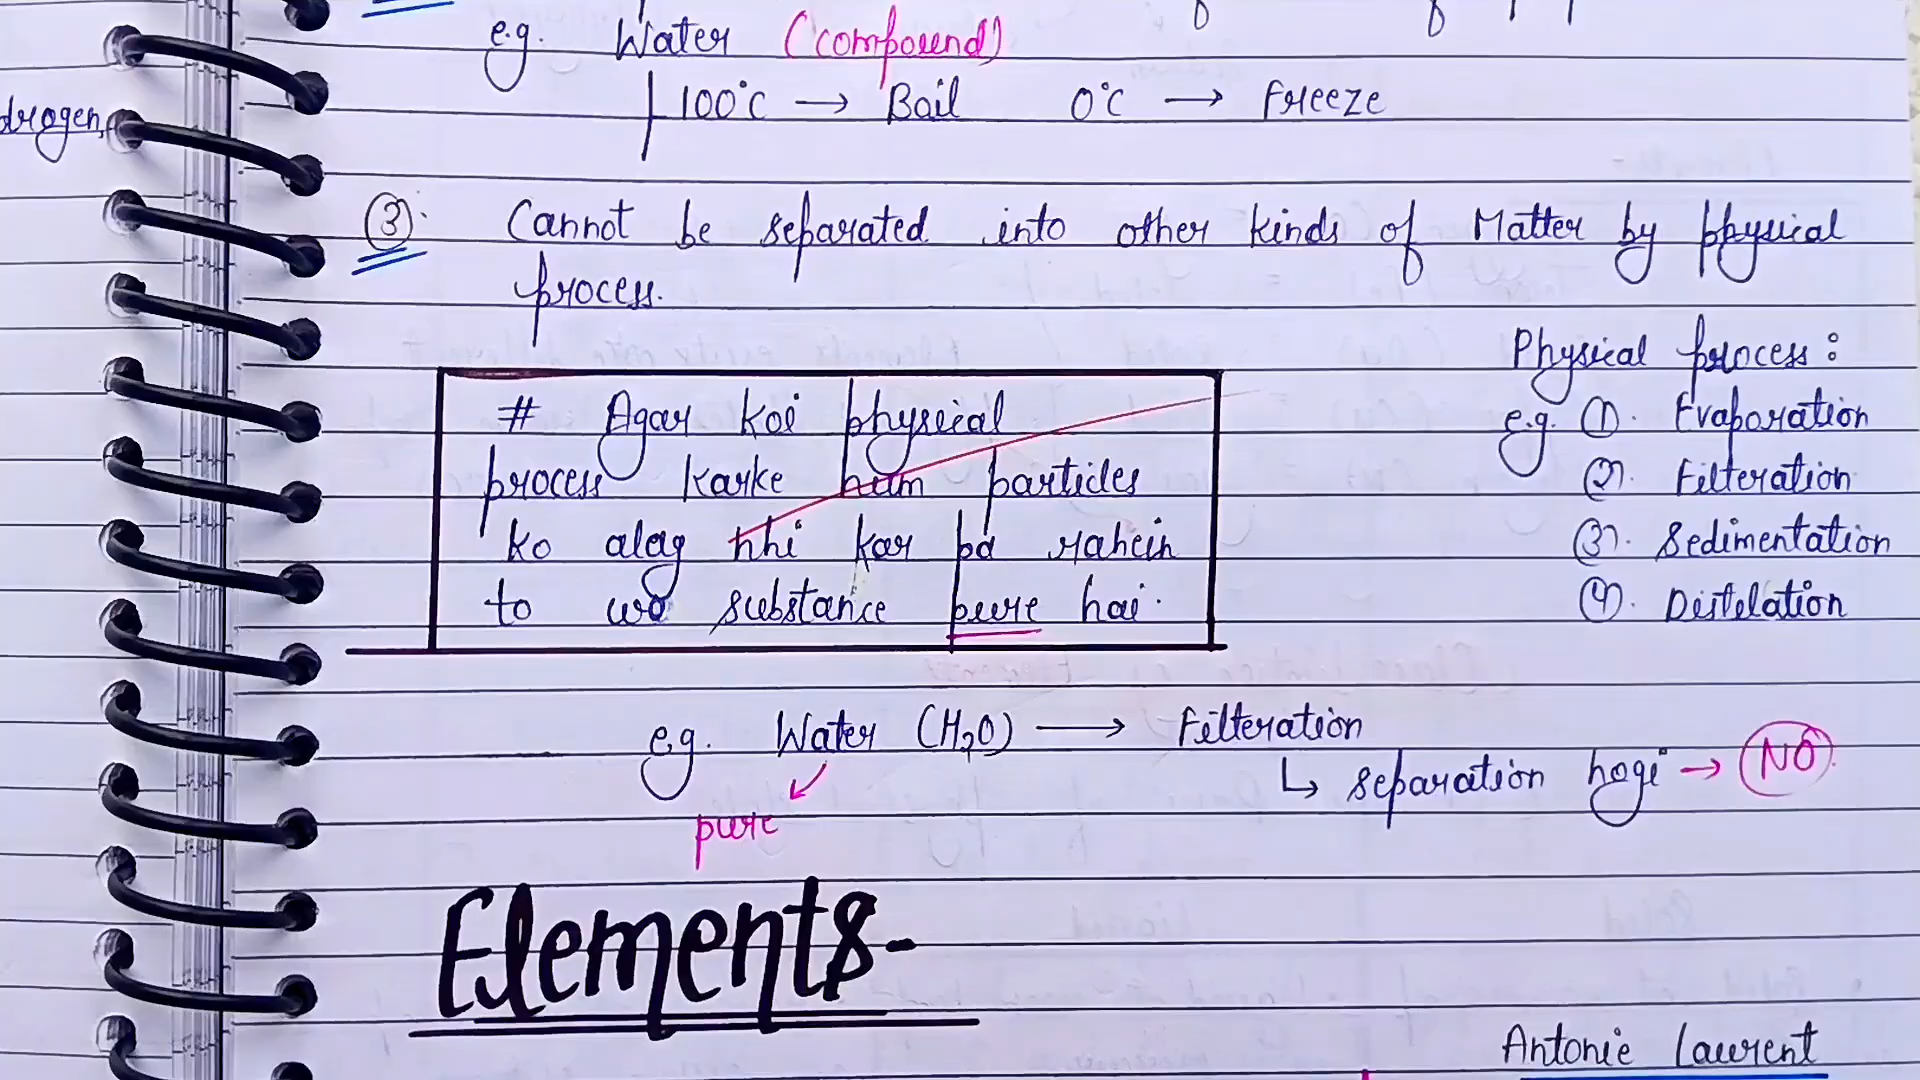 e.g. Water (compound)
100°C → Boil 0°C → Freeze
drogen,
③. Cannot be separated into other kinds of Matter by physical
process.
Physical process :
e.g. ①. Evaporation
②. Filteration
③. Sedimentation
④. Distelation
# Agar koi physical
process karke hum particles
ko alag nhi kar pa rahein
to wo substance pure hai.
e.g. Water (H₂O) → Filteration
↳ separation hogi → NO
pure
Elements-
Antonie Laurent